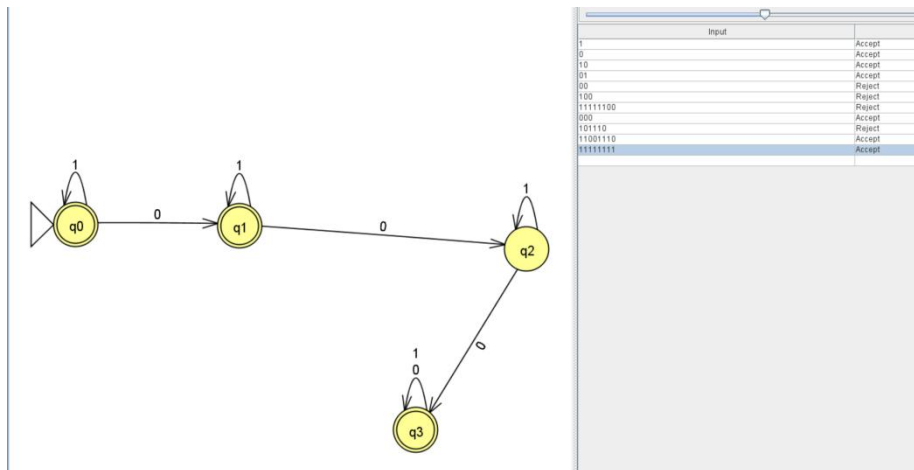 Input
1 Accept
0 Accept
10 Accept
01 Accept
00 Reject
100 Reject
11111100 Reject
000 Accept
101110 Reject
11001110 Accept
11111111 Accept
1
1
1
q0
0
q1
0
q2
0
1
0
q3